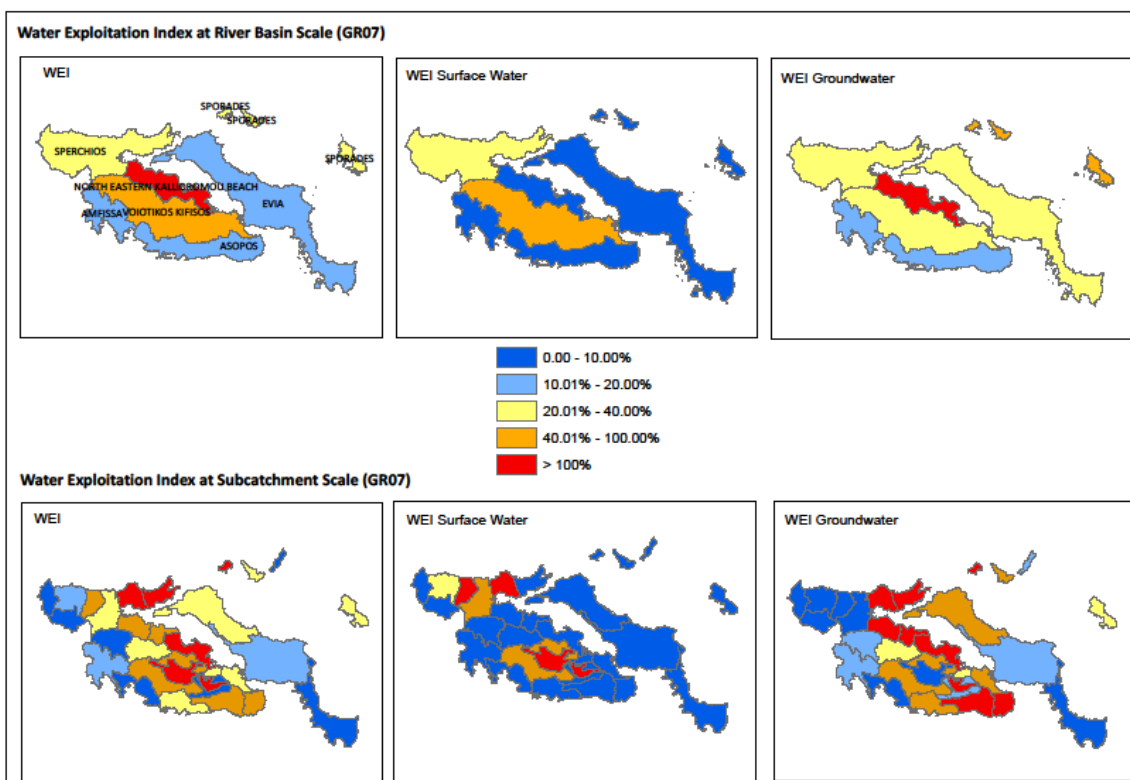 Water Exploitation Index at River Basin Scale (GR07)
WEI
SPORADES
SPORADES
SPERCHIOS
SPORADES
NORTH EASTERN KALLIDROMOU BEACH
EVIA
AMFISSA
VOIOTIKOS KIFISOS
ASOPOS
WEI Surface Water
WEI Groundwater
0.00 - 10.00%
10.01% - 20.00%
20.01% - 40.00%
40.01% - 100.00%
> 100%
Water Exploitation Index at Subcatchment Scale (GR07)
WEI
WEI Surface Water
WEI Groundwater